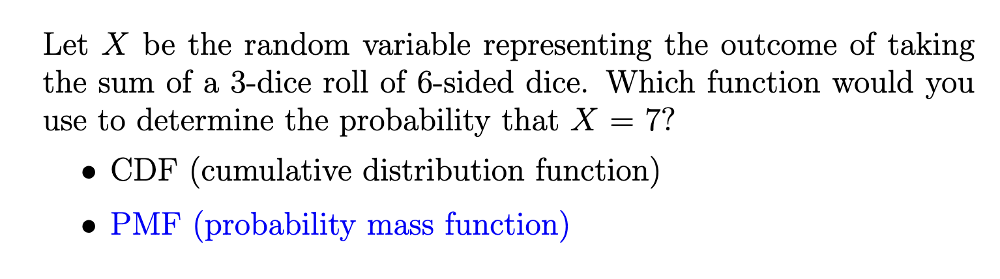 Let X be the random variable representing the outcome of taking
the sum of a 3-dice roll of 6-sided dice. Which function would you
use to determine the probability that X = 7?
• CDF (cumulative distribution function)
• PMF (probability mass function)